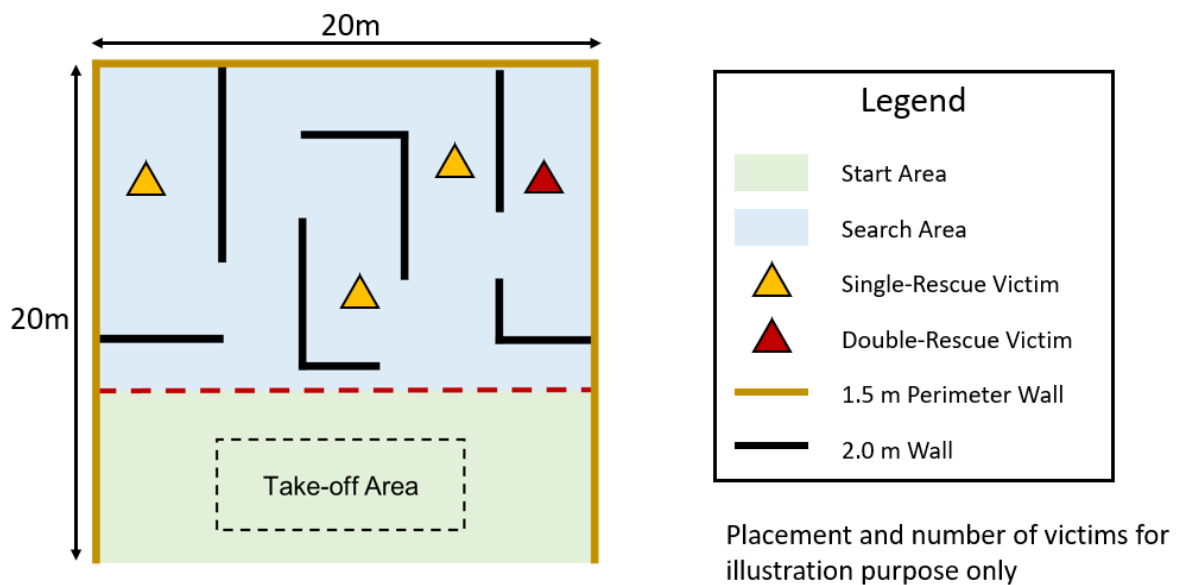 20m
20m
Take-off Area
Legend
Start Area
Search Area
Single-Rescue Victim
Double-Rescue Victim
1.5 m Perimeter Wall
2.0 m Wall
Placement and number of victims for
illustration purpose only